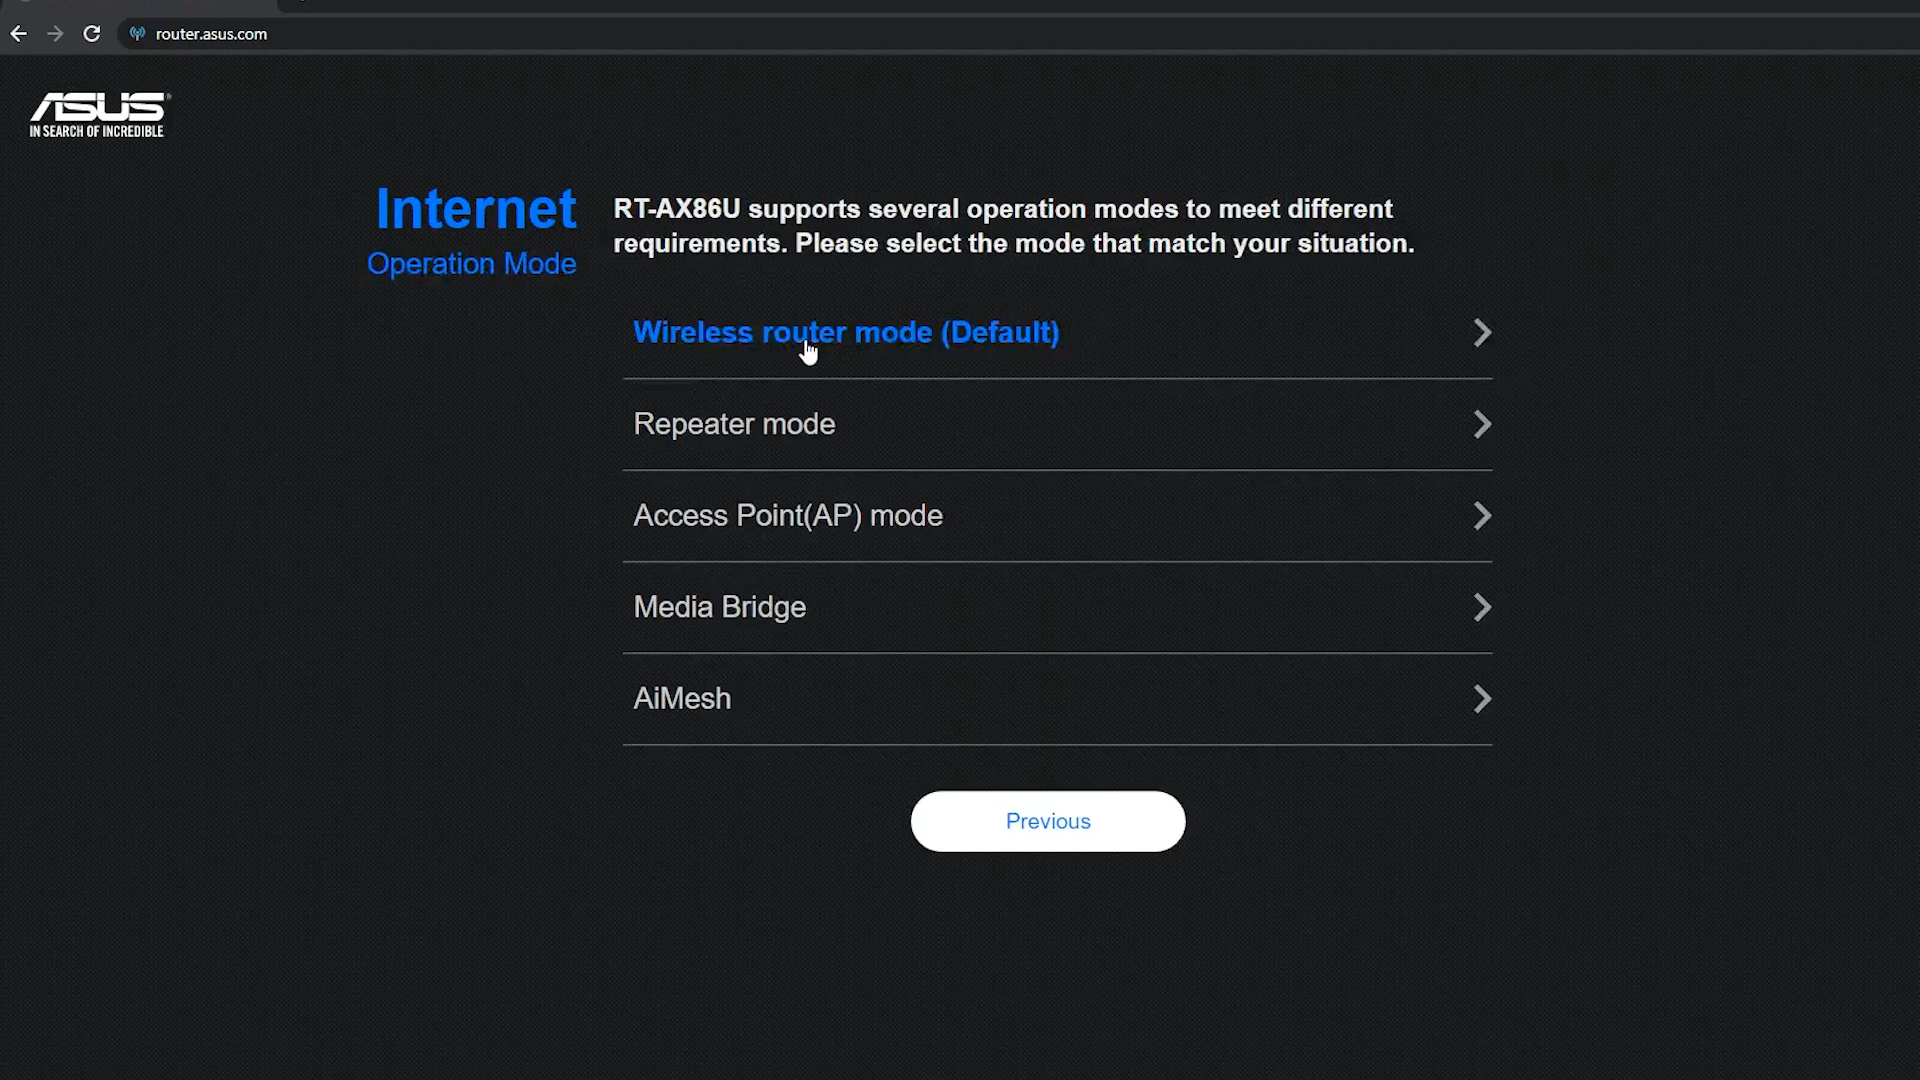 router.asus.com
ASUS
IN SEARCH OF INCREDIBLE
Internet
Operation Mode
RT-AX86U supports several operation modes to meet different
requirements. Please select the mode that match your situation.
Wireless router mode (Default)
Repeater mode
Access Point(AP) mode
Media Bridge
AiMesh
Previous